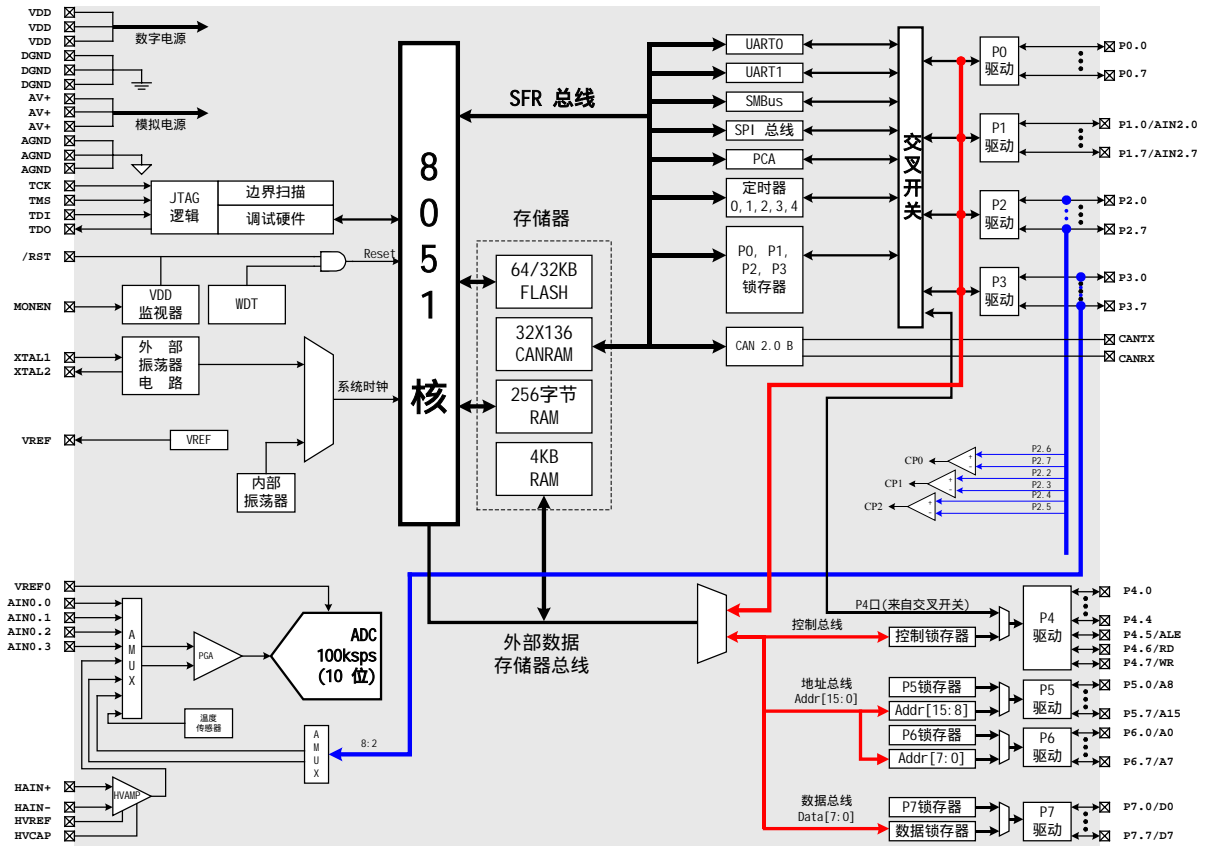 VDD
VDD
VDD
DGND
DGND
DGND
AV+
AV+
AV+
AGND
AGND
AGND
TCK
TMS
TDI
TDO
/RST
MONEN
XTAL1
XTAL2
VREF
数字电源
模拟电源
JTAG
逻辑
边界扫描
调试硬件
Reset
VDD
监视器
WDT
外 部
振荡器
电 路
系统时钟
VREF
内部
振荡器
8
0
5
1
核
SFR 总线
存储器
64/32KB
FLASH
32X136
CANRAM
256字节
RAM
4KB
RAM
UART0
UART1
SMBus
SPI 总线
PCA
定时器
0,1,2,3,4
P0, P1,
P2, P3
锁存器
CAN 2.0 B
交叉开关
P0
驱动
P1
驱动
P2
驱动
P3
驱动
P0.0
P0.7
P1.0/AIN2.0
P1.7/AIN2.7
P2.0
P2.7
P3.0
P3.7
CANTX
CANRX
CP0
+
-
P2.6
P2.7
CP1
+
-
P2.2
P2.3
CP2
+
-
P2.4
P2.5
VREF0
AIN0.0
AIN0.1
AIN0.2
AIN0.3
HAIN+
HAIN-
HVREF
HVCAP
AMUX
PGA
ADC
100ksps
(10 位)
温度
传感器
AMUX
8:2
HVAMP
外部数据
存储器总线
P4口(来自交叉开关)
控制总线
控制锁存器
地址总线
Addr[15:0]
P5锁存器
Addr[15:8]
P6锁存器
Addr[7:0]
数据总线
Data[7:0]
P7锁存器
数据锁存器
P4
驱动
P5
驱动
P6
驱动
P7
驱动
P4.0
P4.4
P4.5/ALE
P4.6/RD
P4.7/WR
P5.0/A8
P5.7/A15
P6.0/A0
P6.7/A7
P7.0/D0
P7.7/D7